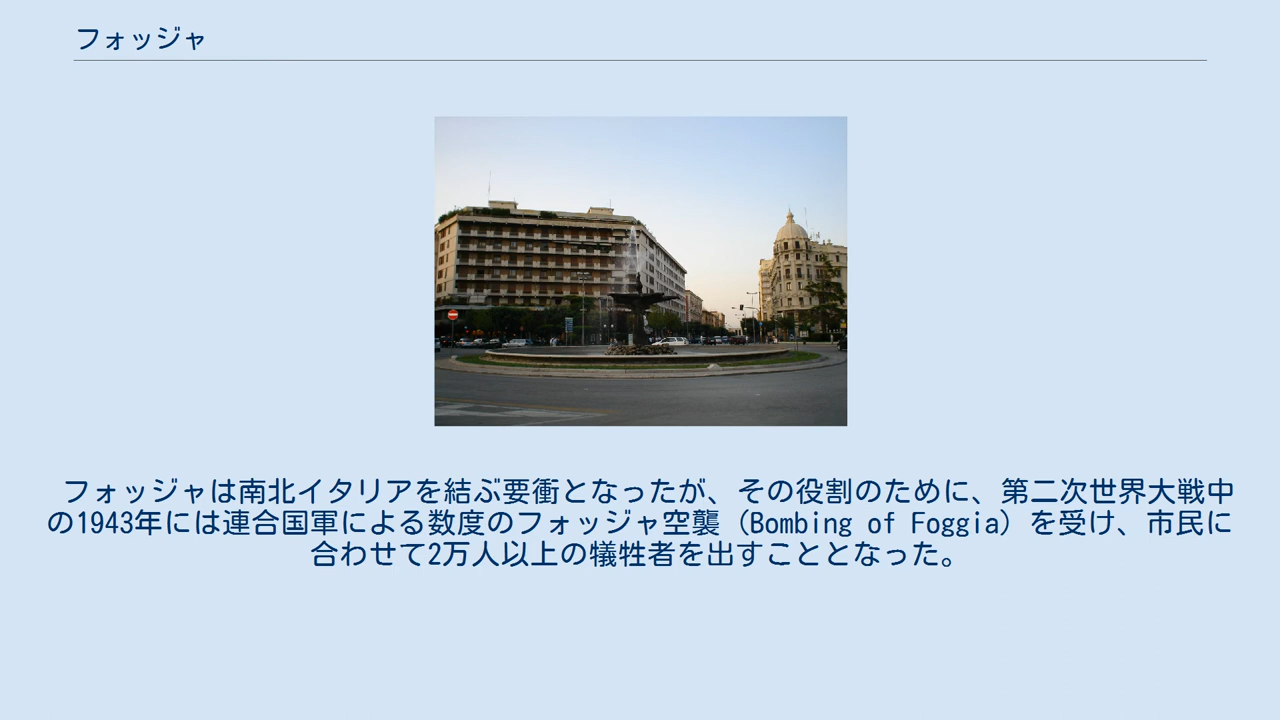 フォッジャ
フォッジャは南北イタリアを結ぶ要衝となったが、その役割のために、第二次世界大戦中
の1943年には連合国軍による数度のフォッジャ空襲（Bombing of Foggia）を受け、市民に
合わせて2万人以上の犠牲者を出すこととなった。